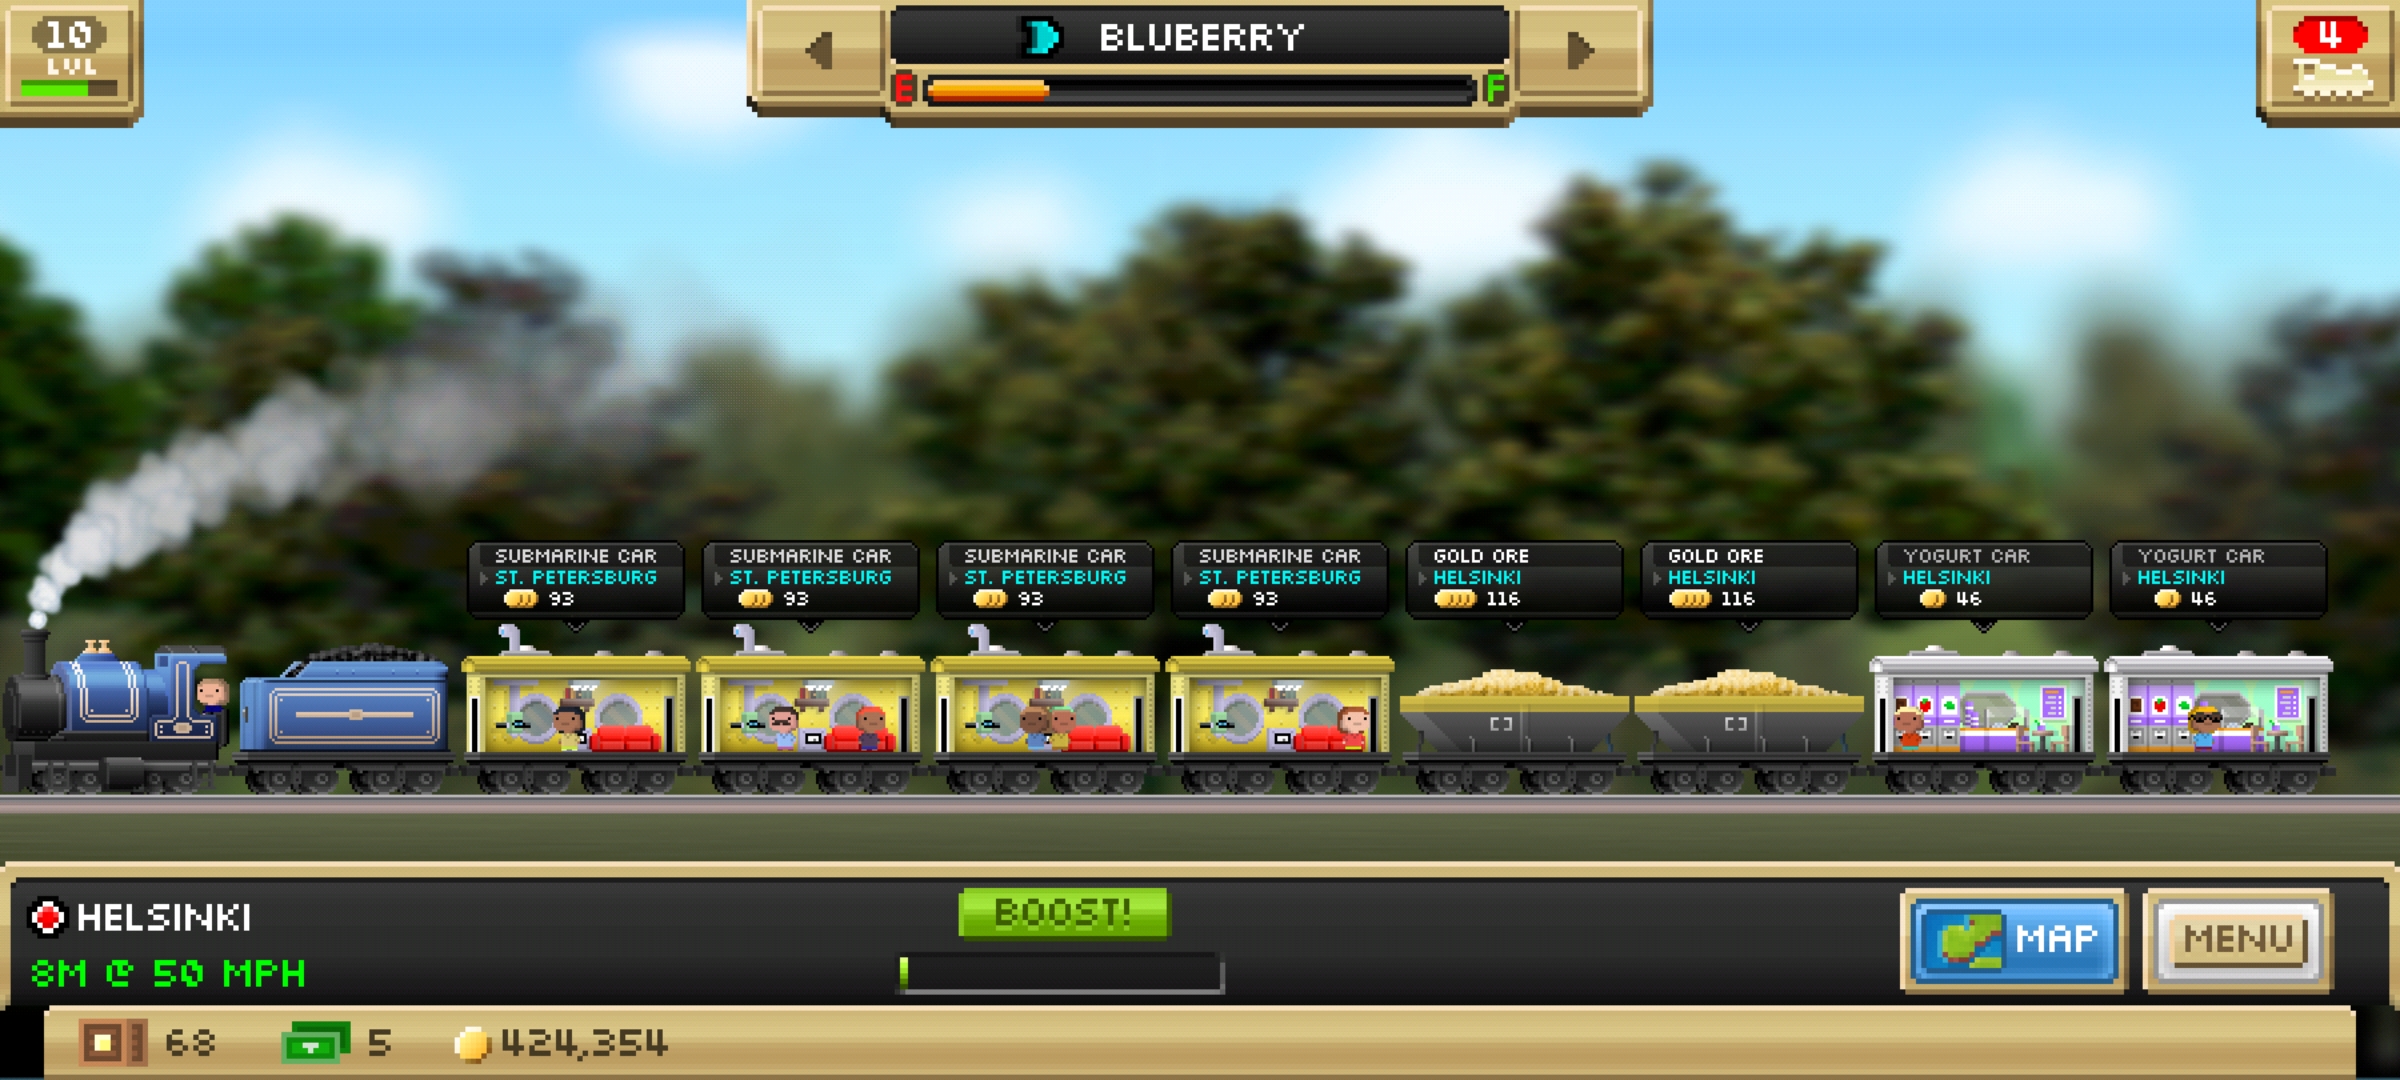 10
LVL
BLUBERRY
E
F
4
SUBMARINE CAR
ST. PETERSBURG
93
SUBMARINE CAR
ST. PETERSBURG
93
SUBMARINE CAR
ST. PETERSBURG
93
SUBMARINE CAR
ST. PETERSBURG
93
GOLD ORE
HELSINKI
116
GOLD ORE
HELSINKI
116
YOGURT CAR
HELSINKI
46
YOGURT CAR
HELSINKI
46
HELSINKI
8M @ 50 MPH
BOOST!
MAP
MENU
68
5
424,354